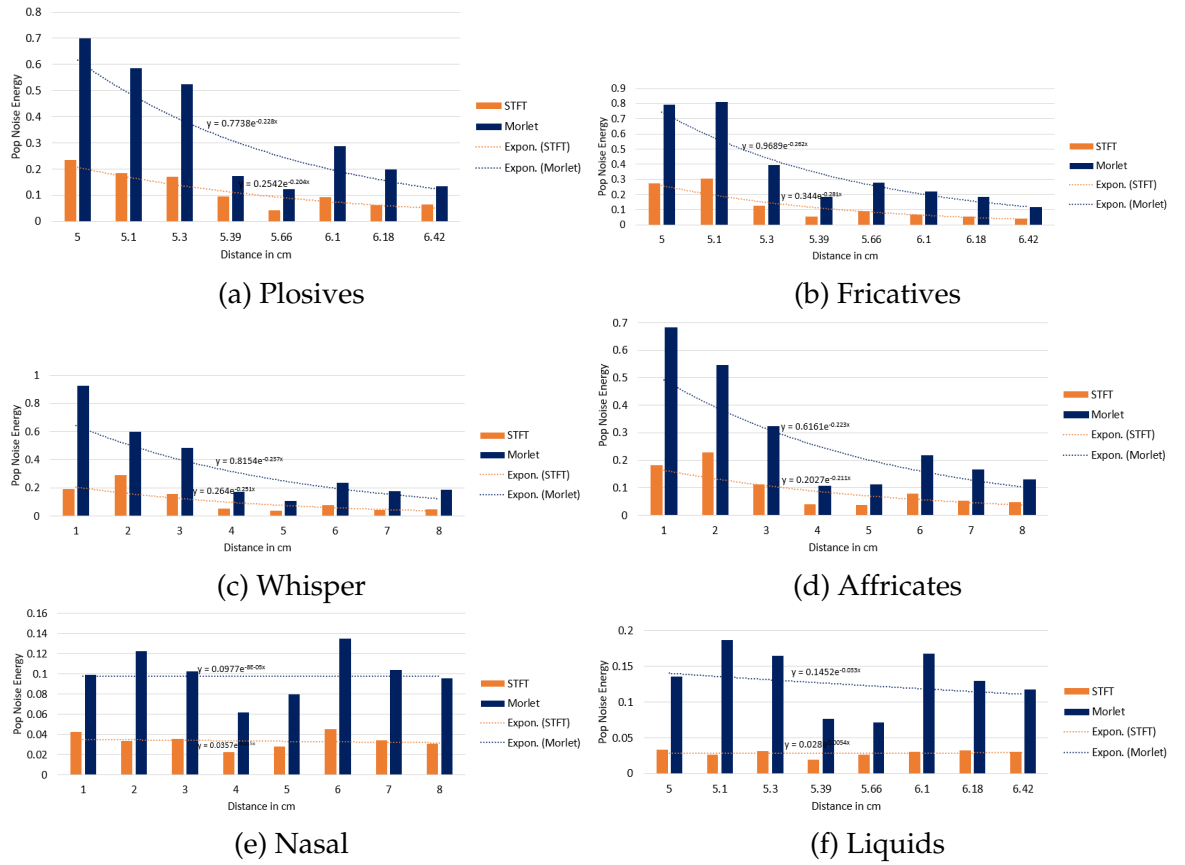 0.8
0.7
0.6
0.5
0.4
0.3
0.2
0.1
0
Pop Noise Energy
y = 0.7738e^-0.228x
= 0.2542e^-0.204x
5 5.1 5.3 5.39 5.66 6.1 6.18 6.42
Distance in cm
STFT
Morlet
Expon. (STFT)
Expon. (Morlet)
(a) Plosives
0.9
0.8
0.7
0.6
0.5
0.4
0.3
0.2
0.1
0
Pop Noise Energy
y = 0.9689e^-0.262x
0.344e^-0.281x
5 5.1 5.3 5.39 5.66 6.1 6.18 6.42
Distance in cm
STFT
Morlet
Expon. (STFT)
Expon. (Morlet)
(b) Fricatives
1
0.8
0.6
0.4
0.2
0
Pop Noise Energy
y = 0.8154e^-0.237x
y = 0.264e^-0.251x
1 2 3 4 5 6 7 8
Distance in cm
STFT
Morlet
Expon. (STFT)
Expon. (Morlet)
(c) Whisper
0.7
0.6
0.5
0.4
0.3
0.2
0.1
0
Pop Noise Energy
y = 0.6161e^-0.223x
y = 0.2027e^-0.211x
1 2 3 4 5 6 7 8
Distance in cm
STFT
Morlet
Expon. (STFT)
Expon. (Morlet)
(d) Affricates
0.16
0.14
0.12
0.1
0.08
0.06
0.04
0.02
0
Pop Noise Energy
y = 0.0977e^-8E-05x
y = 0.0357e
1 2 3 4 5 6 7 8
Distance in cm
STFT
Morlet
Expon. (STFT)
Expon. (Morlet)
(e) Nasal
0.2
0.15
0.1
0.05
0
Pop Noise Energy
y = 0.1452e^-0.033x
y = 0.028
5 5.1 5.3 5.39 5.66 6.1 6.18 6.42
Distance in cm
STFT
Morlet
Expon. (STFT)
Expon. (Morlet)
(f) Liquids